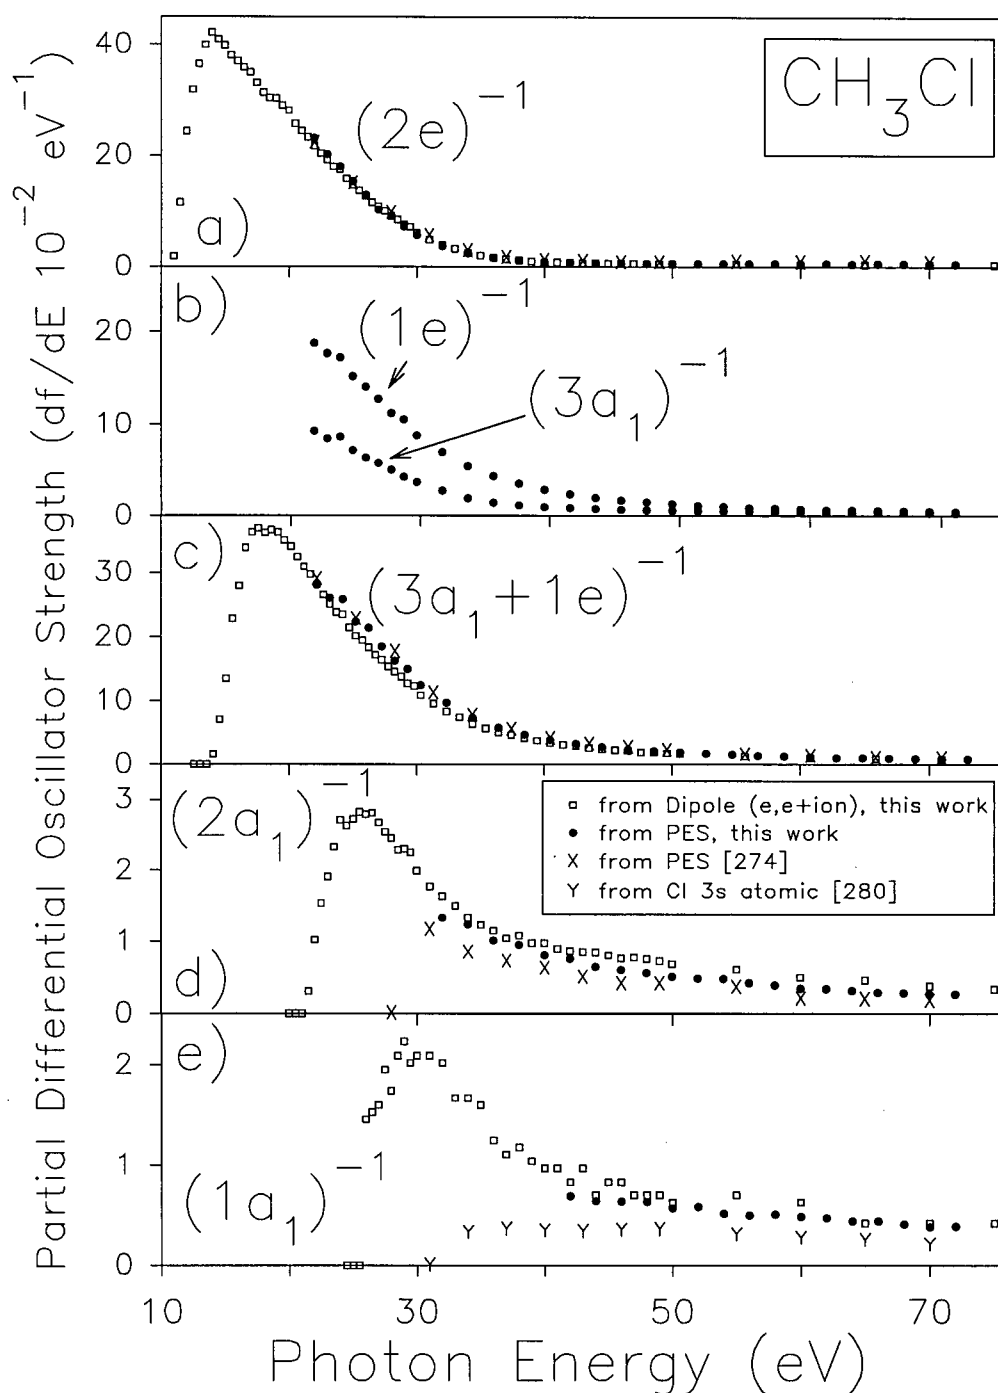 Partial Differential Oscillator Strength (df/dE 10⁻² eV⁻¹)
CH₃Cl
40
20
0
(2e)⁻¹
a)
b)
20
10
0
(1e)⁻¹
(3a₁)⁻¹
c)
30
20
10
0
(3a₁+1e)⁻¹
(2a₁)⁻¹
3
2
1
0
d)
□ from Dipole (e,e+ion), this work
● from PES, this work
X from PES [274]
Y from Cl 3s atomic [280]
e)
2
1
0
(1a₁)⁻¹
10 30 50 70
Photon Energy (eV)